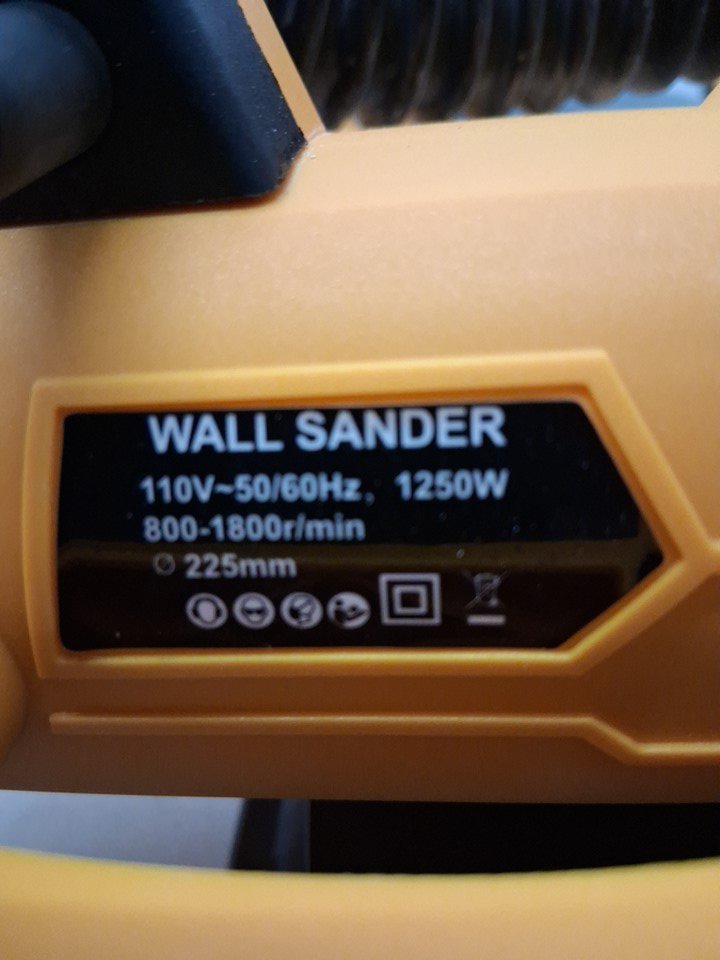 WALL SANDER
110V~50/60Hz, 1250W
800-1800r/min
∅ 225mm